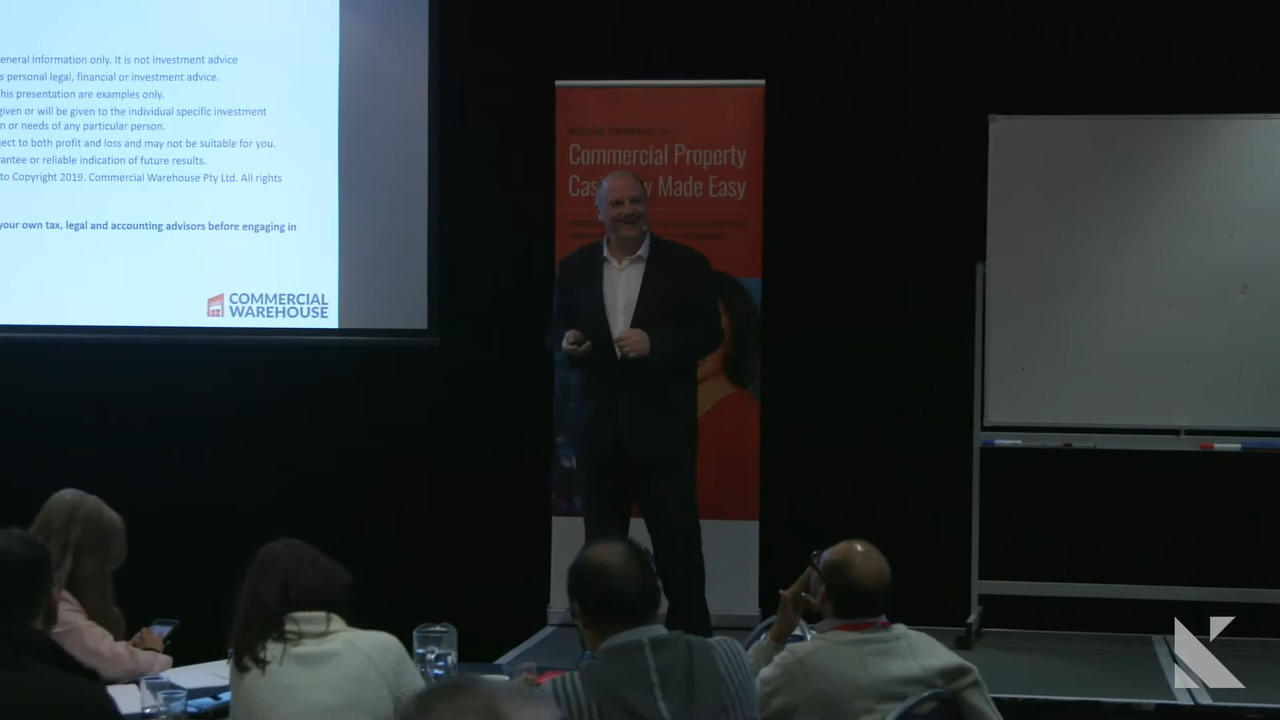 eneral information only. It is not investment advice
s personal legal, financial or investment advice.
his presentation are examples only.
given or will be given to the individual specific investment
n or needs of any particular person.
ject to both profit and loss and may not be suitable for you.
rantee or reliable indication of future results.
to Copyright 2019. Commercial Warehouse Pty Ltd. All rights
your own tax, legal and accounting advisors before engaging in
COMMERCIAL
WAREHOUSE
Commercial Property
Cas w Made Easy